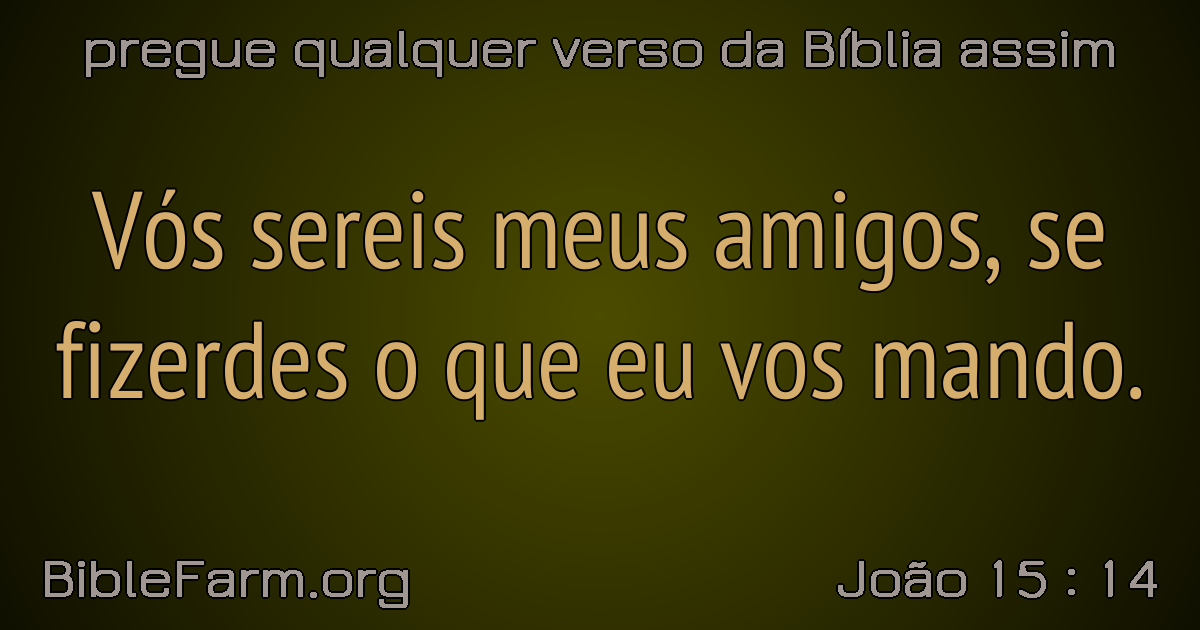 pregue qualquer verso da Bíblia assim
Vós sereis meus amigos, se
fizerdes o que eu vos mando.
BibleFarm.org
João 15 : 14